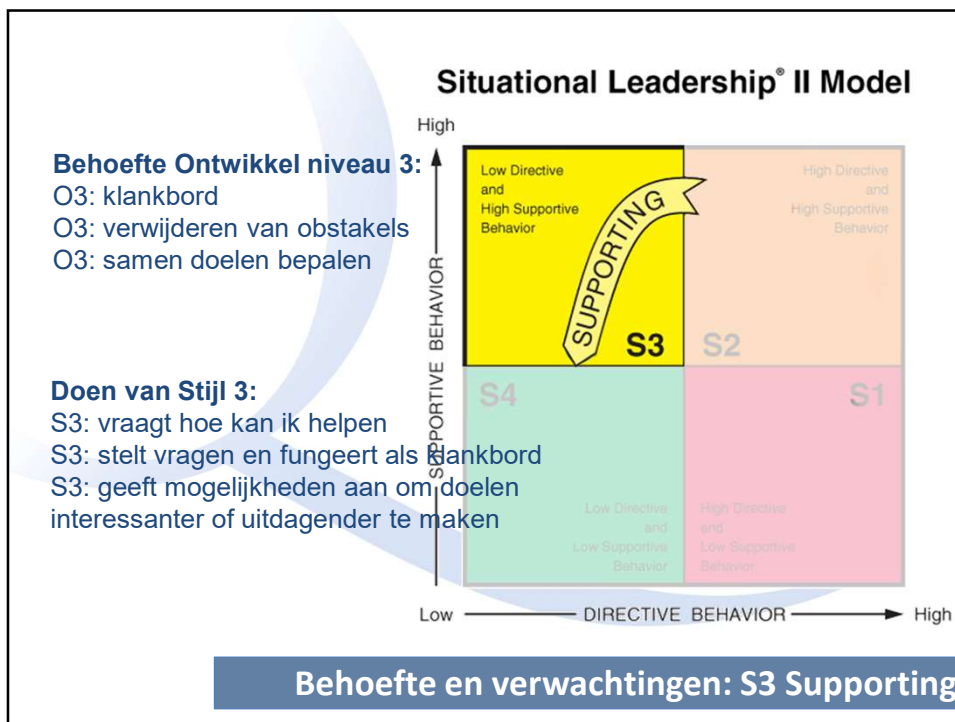 Situational Leadership® II Model
High
Behoefte Ontwikkel niveau 3:
O3: klankbord
O3: verwijderen van obstakels
O3: samen doelen bepalen
Doen van Stijl 3:
S3: vraagt hoe kan ik helpen
S3: stelt vragen en fungeert als klankbord
S3: geeft mogelijkheden aan om doelen
interessanter of uitdagender te maken
SUPPORTIVE BEHAVIOR
Low Directive
and
High Supportive
Behavior
SUPPORTING
S3
High Directive
and
High Supportive
Behavior
S2
S4
Low Directive
and
Low Supportive
Behavior
S1
High Directive
and
Low Supportive
Behavior
Low
DIRECTIVE BEHAVIOR
High
Behoefte en verwachtingen: S3 Supporting